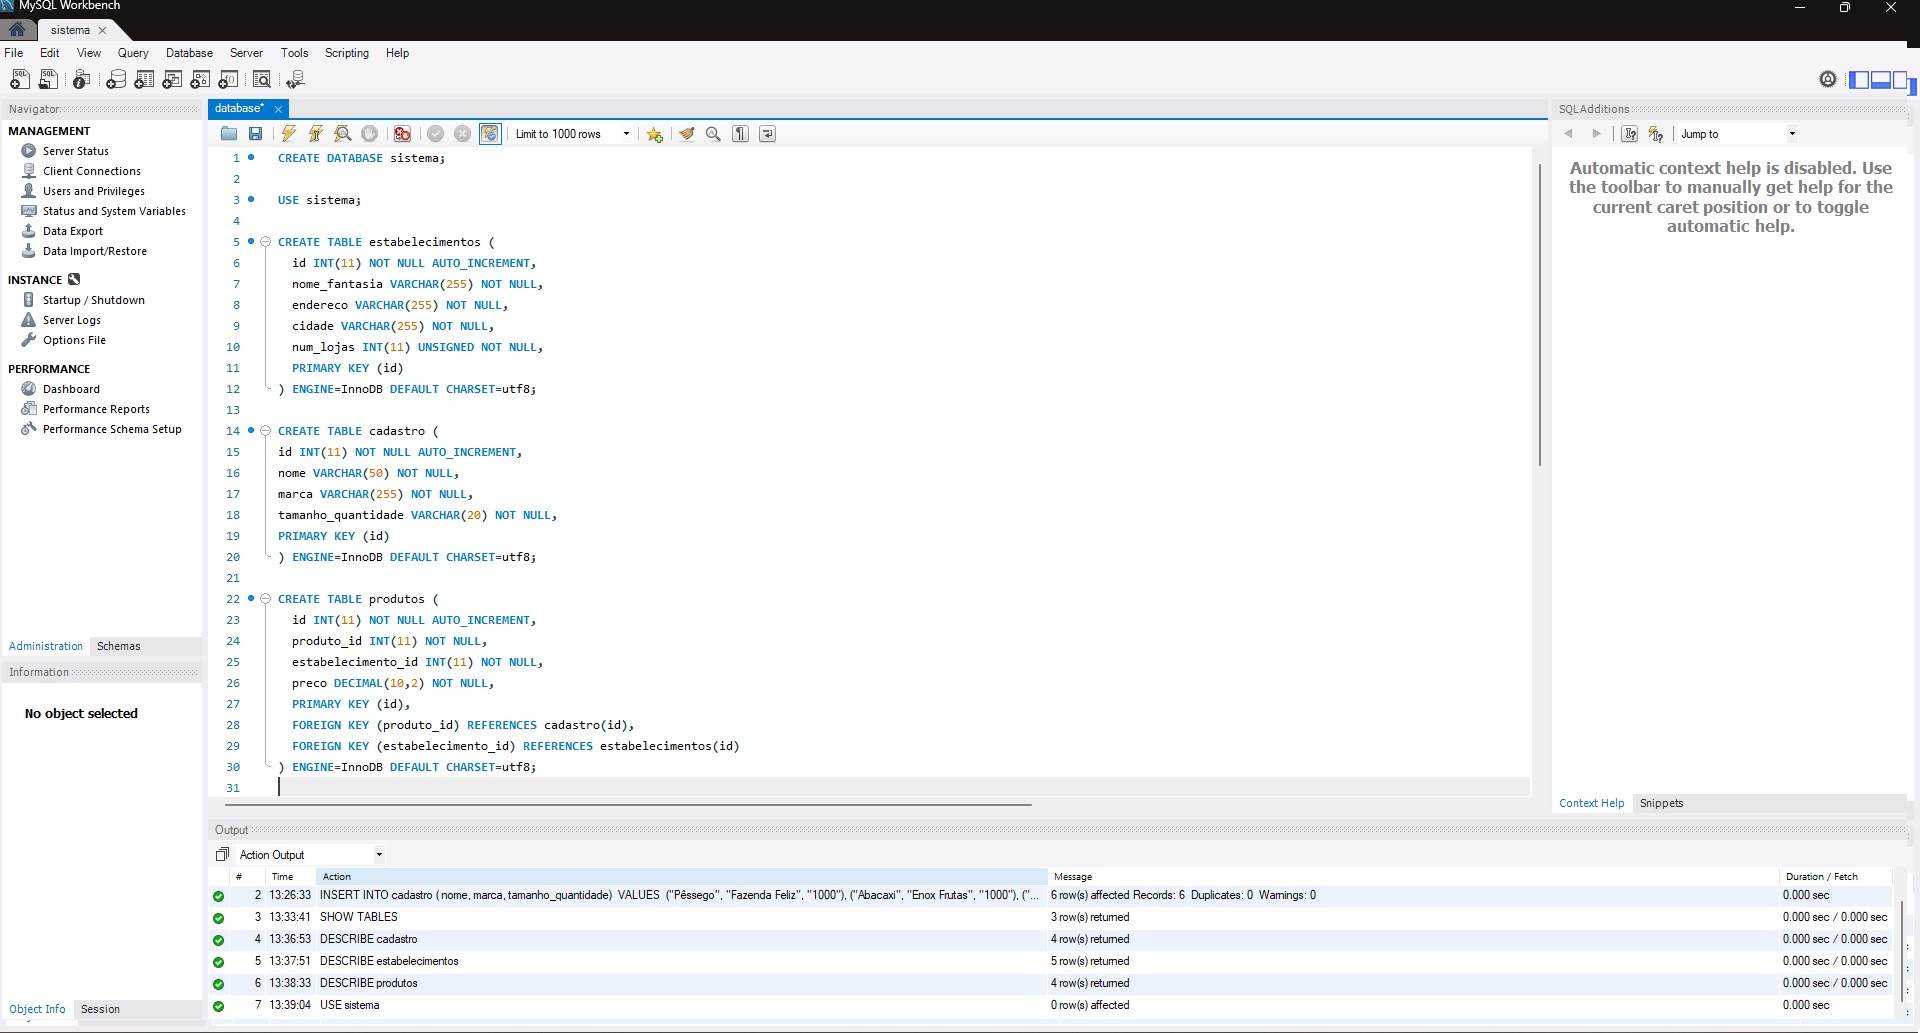 MySQL Workbench
sistema
File Edit View Query Database Server Tools Scripting Help
Navigator
MANAGEMENT
Server Status
Client Connections
Users and Privileges
Status and System Variables
Data Export
Data Import/Restore
INSTANCE
Startup / Shutdown
Server Logs
Options File
PERFORMANCE
Dashboard
Performance Reports
Performance Schema Setup
Administration Schemas
Information
No object selected
Object Info Session
database*
Limit to 1000 rows
1 CREATE DATABASE sistema;
2
3 USE sistema;
4
5 CREATE TABLE estabelecimentos (
6 id INT(11) NOT NULL AUTO_INCREMENT,
7 nome_fantasia VARCHAR(255) NOT NULL,
8 endereco VARCHAR(255) NOT NULL,
9 cidade VARCHAR(255) NOT NULL,
10 num_lojas INT(11) UNSIGNED NOT NULL,
11 PRIMARY KEY (id)
12 ) ENGINE=InnoDB DEFAULT CHARSET=utf8;
13
14 CREATE TABLE cadastro (
15 id INT(11) NOT NULL AUTO_INCREMENT,
16 nome VARCHAR(50) NOT NULL,
17 marca VARCHAR(255) NOT NULL,
18 tamanho_quantidade VARCHAR(20) NOT NULL,
19 PRIMARY KEY (id)
20 ) ENGINE=InnoDB DEFAULT CHARSET=utf8;
21
22 CREATE TABLE produtos (
23 id INT(11) NOT NULL AUTO_INCREMENT,
24 produto_id INT(11) NOT NULL,
25 estabelecimento_id INT(11) NOT NULL,
26 preco DECIMAL(10,2) NOT NULL,
27 PRIMARY KEY (id),
28 FOREIGN KEY (produto_id) REFERENCES cadastro(id),
29 FOREIGN KEY (estabelecimento_id) REFERENCES estabelecimentos(id)
30 ) ENGINE=InnoDB DEFAULT CHARSET=utf8;
31
SQLAdditions
Jump to
Automatic context help is disabled. Use
the toolbar to manually get help for the
current caret position or to toggle
automatic help.
Context Help Snippets
Output
Action Output
# Time Action Message Duration / Fetch
2 13:26:33 INSERT INTO cadastro (nome, marca, tamanho_quantidade) VALUES ("Pêssego", "Fazenda Feliz", "1000"), ("Abacaxi", "Enox Frutas", "1000"), ("... 6 row(s) affected Records: 6 Duplicates: 0 Warnings: 0 0.000 sec
3 13:33:41 SHOW TABLES 3 row(s) returned 0.000 sec / 0.000 sec
4 13:36:53 DESCRIBE cadastro 4 row(s) returned 0.000 sec / 0.000 sec
5 13:37:51 DESCRIBE estabelecimentos 5 row(s) returned 0.000 sec / 0.000 sec
6 13:38:33 DESCRIBE produtos 4 row(s) returned 0.000 sec / 0.000 sec
7 13:39:04 USE sistema 0 row(s) affected 0.000 sec